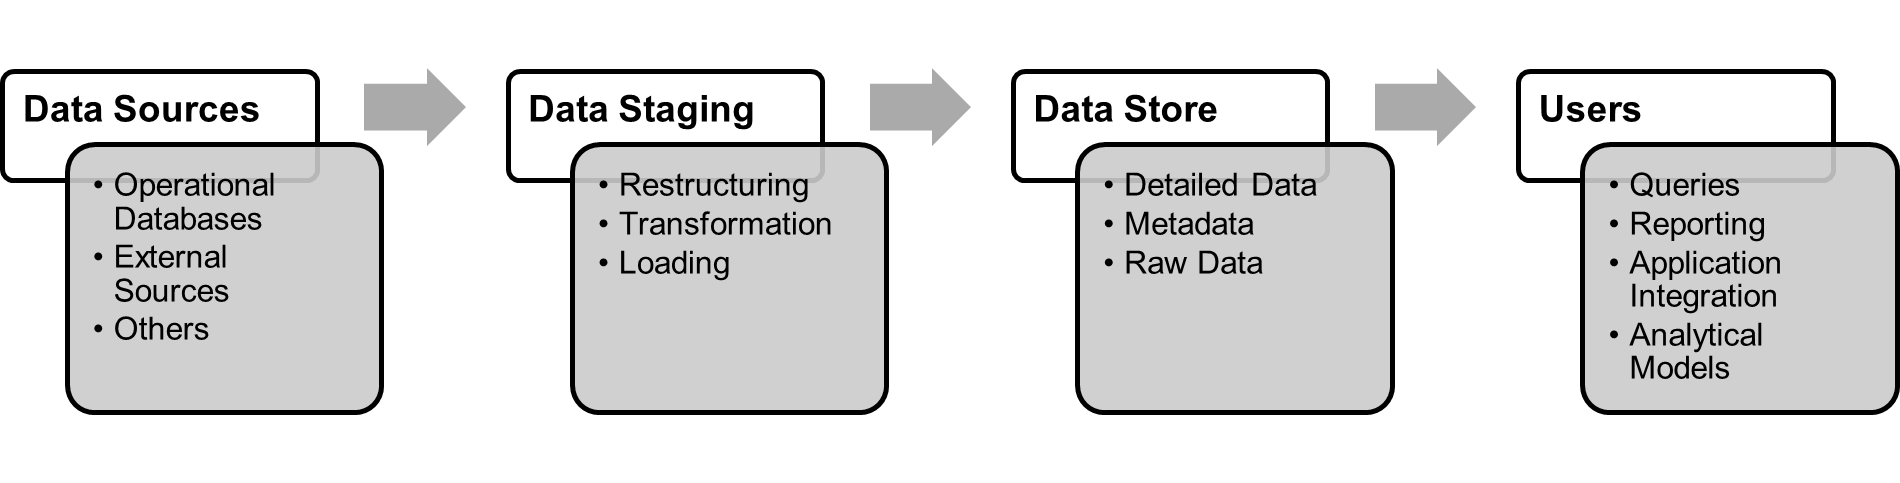 Data Sources
• Operational
Databases
• External
Sources
• Others
Data Staging
• Restructuring
• Transformation
• Loading
Data Store
• Detailed Data
• Metadata
• Raw Data
Users
• Queries
• Reporting
• Application
Integration
• Analytical
Models